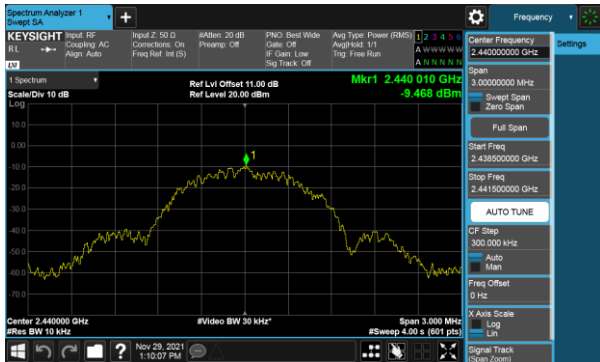 Spectrum Analyzer 1
Swept SA
+
Frequency
KEYSIGHT
RL
Input: RF
Coupling: AC
Align: Auto
Input Z: 50 Ω
Corrections: On
Freq Ref: Int (S)
#Atten: 20 dB
Preamp: Off
PNO: Best Wide
Gate: Off
IF Gain: Low
Sig Track: Off
Avg Type: Power (RMS)
Avg|Hold: 1/1
Trig: Free Run
1 2 3 4 5 6
A W W W W W
A N N N N N
1 Spectrum
Scale/Div 10 dB
Log
Ref Lvl Offset 11.00 dB
Ref Level 20.00 dBm
Mkr1 2.440 010 GHz
-9.468 dBm
1
10.0
0.00
-10.0
-20.0
-30.0
-40.0
-50.0
-60.0
-70.0
Center 2.440000 GHz
#Res BW 10 kHz
#Video BW 30 kHz*
Span 3.000 MHz
#Sweep 4.00 s (601 pts)
Nov 29, 2021
1:10:07 PM
?
Center Frequency
2.440000000 GHz
Settings
Span
3.00000000 MHz
Swept Span
Zero Span
Full Span
Start Freq
2.438500000 GHz
Stop Freq
2.441500000 GHz
AUTO TUNE
CF Step
300.000 kHz
Auto
Man
Freq Offset
0 Hz
X Axis Scale
Log
Lin
Signal Track
(Span Zoom)